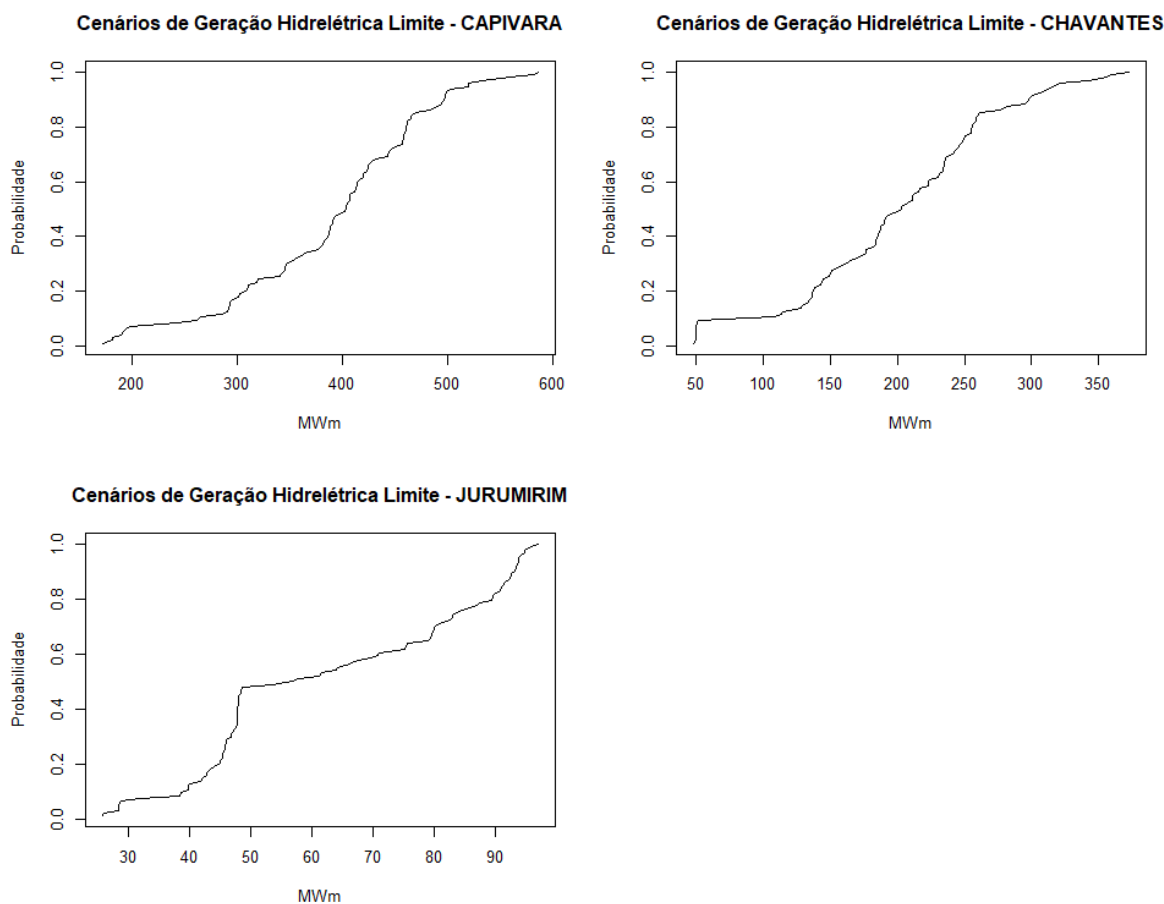 Cenários de Geração Hidrelétrica Limite - CAPIVARA
Probabilidade
0.0 0.2 0.4 0.6 0.8 1.0
200 300 400 500 600
MWm
Cenários de Geração Hidrelétrica Limite - CHAVANTES
Probabilidade
0.0 0.2 0.4 0.6 0.8 1.0
50 100 150 200 250 300 350
MWm
Cenários de Geração Hidrelétrica Limite - JURUMIRIM
Probabilidade
0.0 0.2 0.4 0.6 0.8 1.0
30 40 50 60 70 80 90
MWm